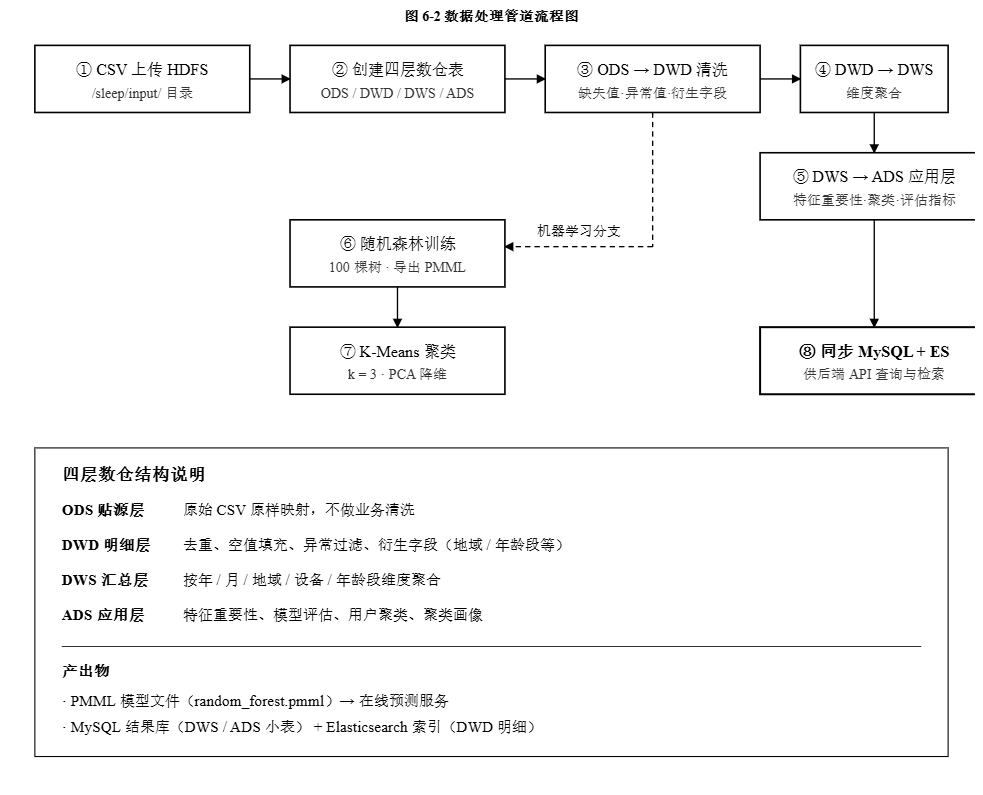 图 6-2 数据处理管道流程图
① CSV 上传 HDFS
/sleep/input/ 目录
② 创建四层数仓表
ODS / DWD / DWS / ADS
③ ODS → DWD 清洗
缺失值·异常值·衍生字段
④ DWD → DWS
维度聚合
⑤ DWS → ADS 应用层
特征重要性·聚类·评估指标
机器学习分支
⑥ 随机森林训练
100 棵树 · 导出 PMML
⑦ K-Means 聚类
k = 3 · PCA 降维
⑧ 同步 MySQL + ES
供后端 API 查询与检索
四层数仓结构说明
ODS 贴源层 原始 CSV 原样映射，不做业务清洗
DWD 明细层 去重、空值填充、异常过滤、衍生字段（地域 / 年龄段等）
DWS 汇总层 按年 / 月 / 地域 / 设备 / 年龄段维度聚合
ADS 应用层 特征重要性、模型评估、用户聚类、聚类画像
产出物
· PMML 模型文件（random_forest.pmml）→ 在线预测服务
· MySQL 结果库（DWS / ADS 小表） + Elasticsearch 索引（DWD 明细）